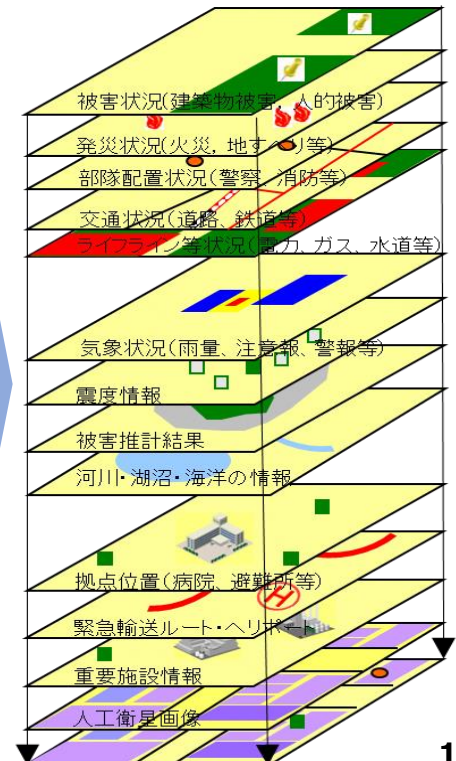 被害状況(建築物被害、人的被害)
発災状況(火災, 地すべり等)
部隊配置状況(警察、消防等)
交通状況(道路、鉄道等)
ライフライン等状況(電力、ガス、水道等)
気象状況(雨量、注意報、警報等)
震度情報
被害推計結果
河川・湖沼・海洋の情報
拠点位置(病院、避難所等)
緊急輸送ルート・ヘリポート
H
重要施設情報
人工衛星画像
1